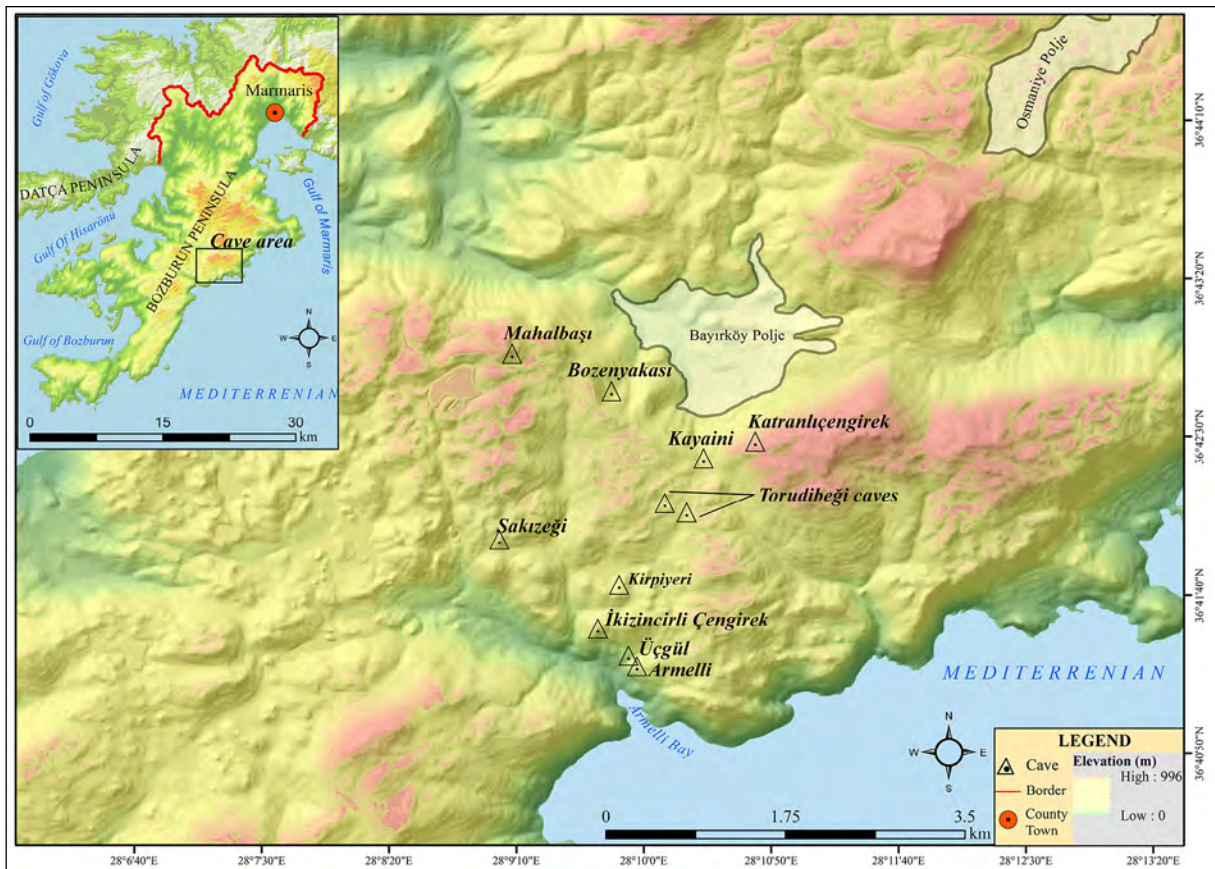 Gulf of Gökova
Marmaris
DATÇA PENINSULA
Gulf Of Hisarönü
BOZBURUN PENINSULA
Gulf of Marmaris
Cave area
Gulf of Bozburun
N
W E
S
MEDITERRENIAN
0 15 30
km
Osmaniye Polje
Bayırköy Polje
Mahalbaşı
Bozenyakası
Katranlıçengirek
Kayaini
Torudibeği caves
Sakızeği
Kirpiyeri
İkizincirli Çengirek
Üçgül
Armelli
Armelli Bay
MEDITERRENIAN
N
W E
S
0 1.75 3.5
km
LEGEND
Cave
Border
County
Town
Elevation (m)
High : 996
Low : 0
36°44'10"N
36°43'20"N
36°42'30"N
36°41'40"N
36°40'50"N
28°6'40"E 28°7'30"E 28°8'20"E 28°9'10"E 28°10'0"E 28°10'50"E 28°11'40"E 28°12'30"E 28°13'20"E